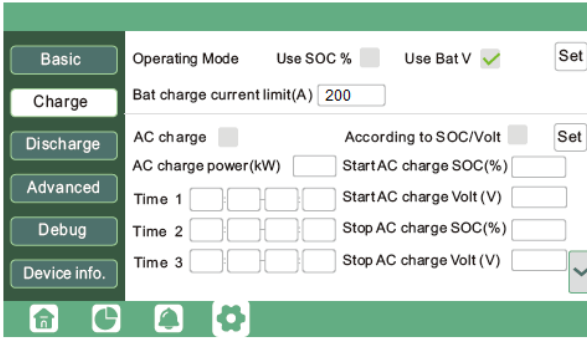 Basic
Charge
Discharge
Advanced
Debug
Device info.
Operating Mode Use SOC % Use Bat V Set
Bat charge current limit(A) 200
AC charge According to SOC/Volt Set
AC charge power(kW) Start AC charge SOC(%)
Time 1 Start AC charge Volt (V)
Time 2 Stop AC charge SOC(%)
Time 3 Stop AC charge Volt (V)